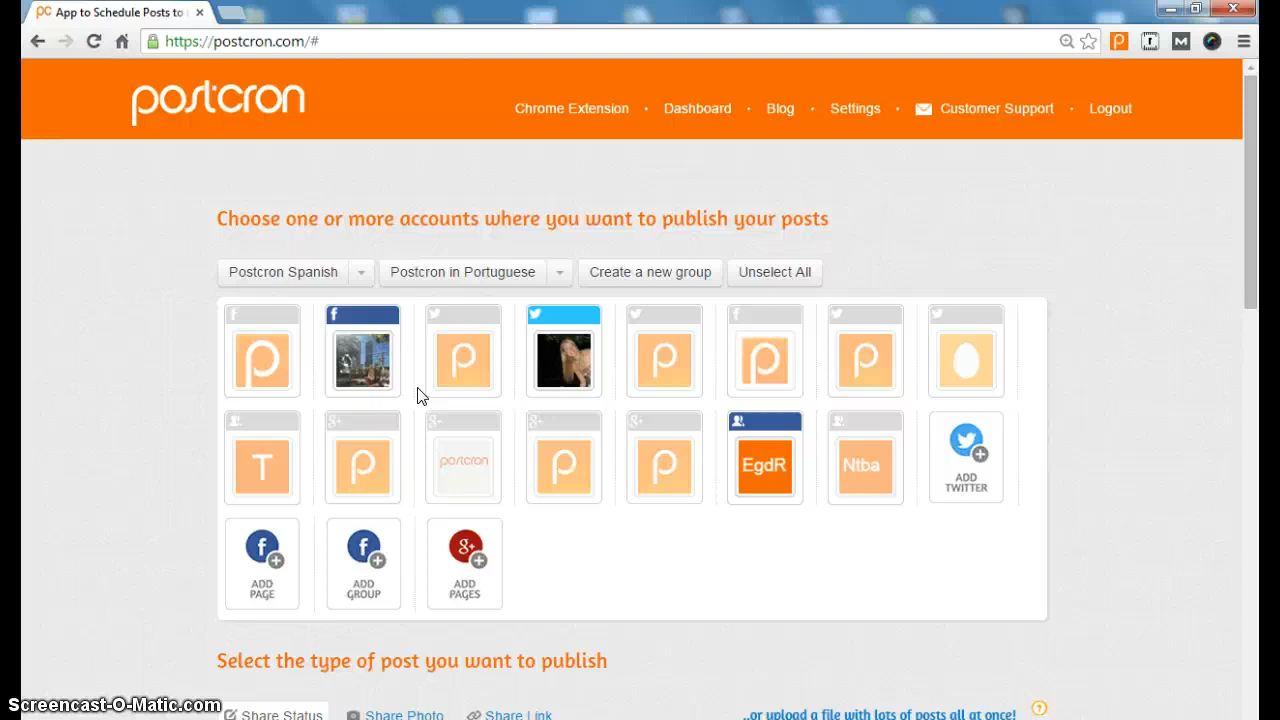 App to Schedule Posts to
https://postcron.com/#
postcron
Chrome Extension • Dashboard • Blog • Settings • Customer Support • Logout
Choose one or more accounts where you want to publish your posts
Postcron Spanish Postcron in Portuguese Create a new group Unselect All
T postcron EgdR Ntba ADD TWITTER
ADD PAGE ADD GROUP ADD PAGES
Select the type of post you want to publish
Share Status Share Photo Share Link ..or upload a file with lots of posts all at once! ?
Screencast-O-Matic.com